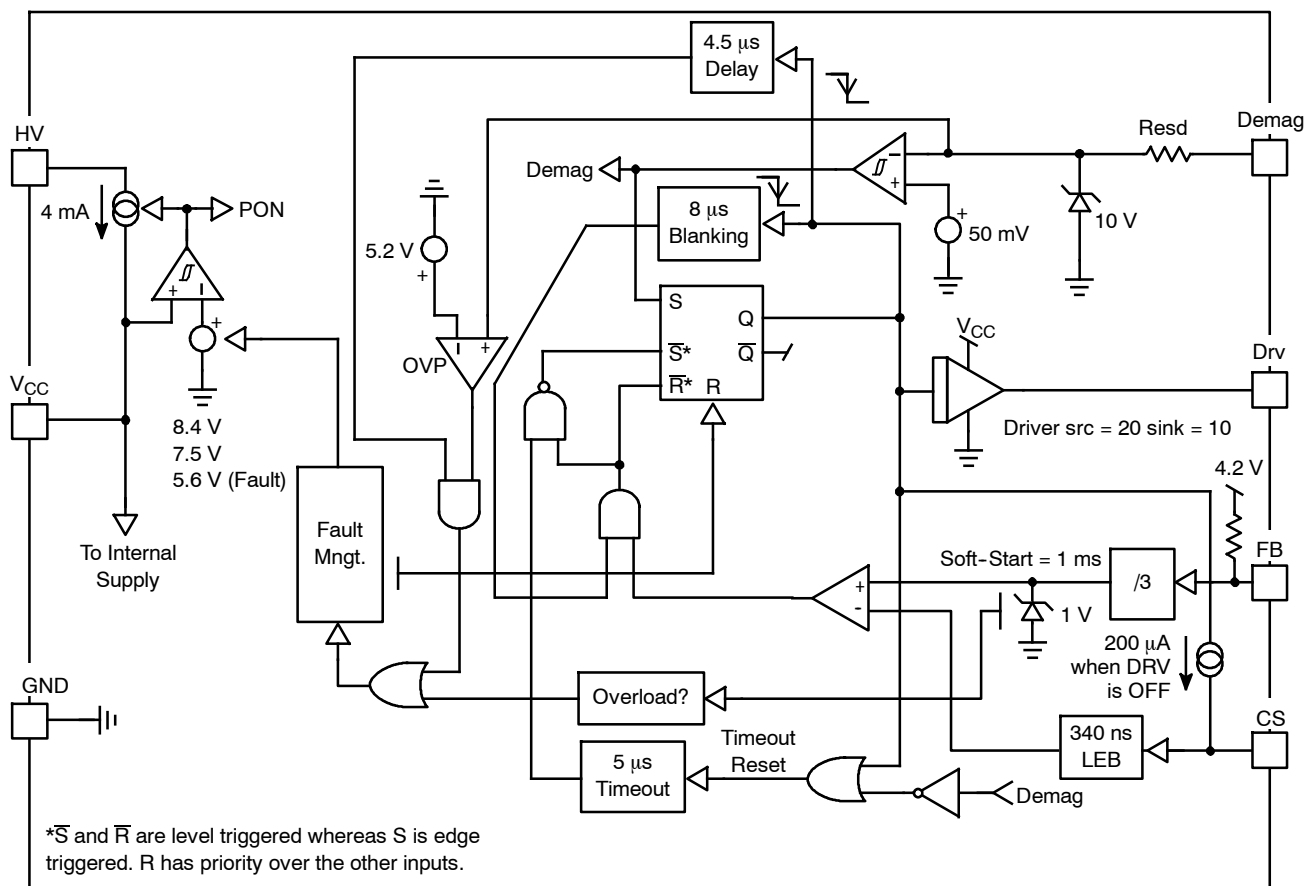 4.5 μs
Delay
HV
Resd
Demag
Demag
4 mA
PON
8 μs
Blanking
5.2 V
+
+
−
+
50 mV
10 V
+
−
+
S
Q
S̅*
Q̅
R̅*
R
−
+
OVP
VCC
Drv
VCC
8.4 V
7.5 V
5.6 V (Fault)
Driver src = 20 sink = 10
4.2 V
To Internal
Supply
Fault
Mngt.
Soft-Start = 1 ms
FB
/3
+
-
1 V
200 μA
when DRV
is OFF
GND
Overload?
CS
340 ns
LEB
Timeout
Reset
5 μs
Timeout
Demag
*S̅ and R̅ are level triggered whereas S is edge
triggered. R has priority over the other inputs.